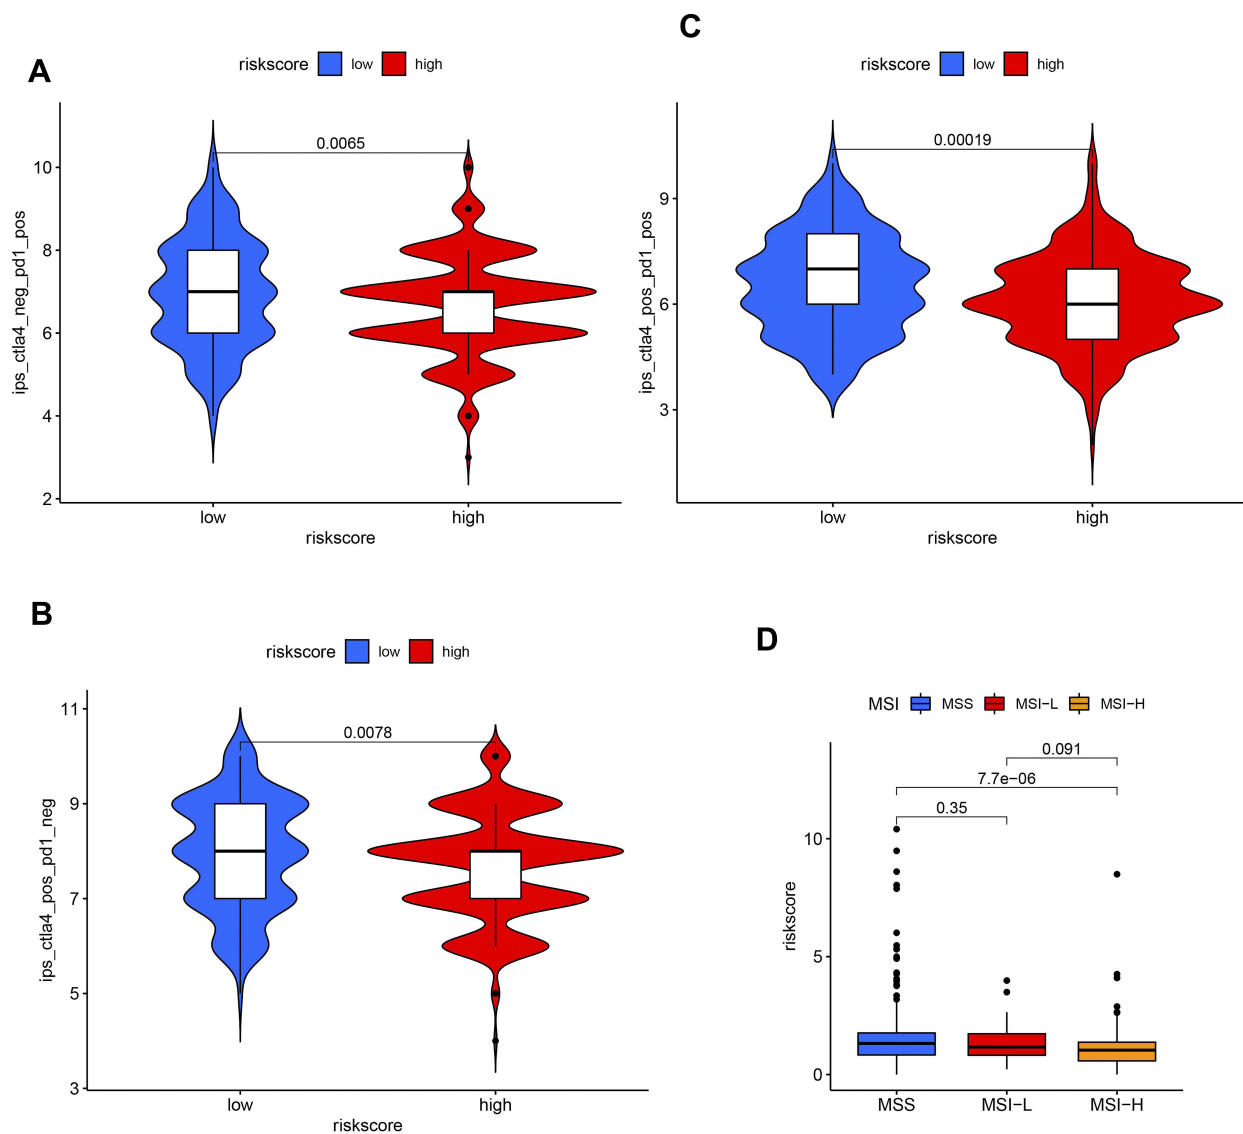 A
riskscore low high
0.0065
ips_ctla4_neg_pd1_pos
10
8
6
4
2
low high
riskscore
C
riskscore low high
0.00019
ips_ctla4_pos_pd1_pos
9
6
3
low high
riskscore
B
riskscore low high
0.0078
ips_ctla4_pos_pd1_neg
11
9
7
5
3
low high
riskscore
D
MSI MSS MSI−L MSI−H
0.091
7.7e−06
0.35
riskscore
10
5
0
MSS MSI−L MSI−H